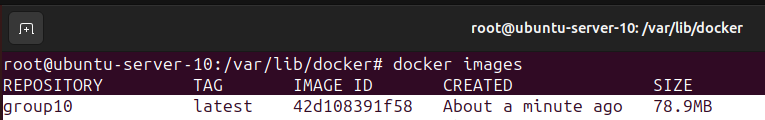 root@ubuntu-server-10: /var/lib/docker
root@ubuntu-server-10:/var/lib/docker# docker images
REPOSITORY TAG IMAGE ID CREATED SIZE
group10 latest 42d108391f58 About a minute ago 78.9MB